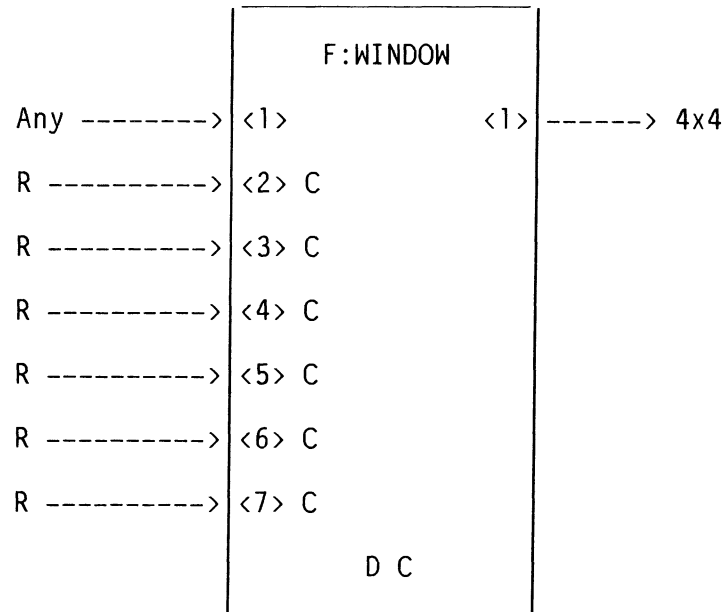 F:WINDOW
Any --------> <1> <1> ------> 4x4
R ----------> <2> C
R ----------> <3> C
R ----------> <4> C
R ----------> <5> C
R ----------> <6> C
R ----------> <7> C
D C